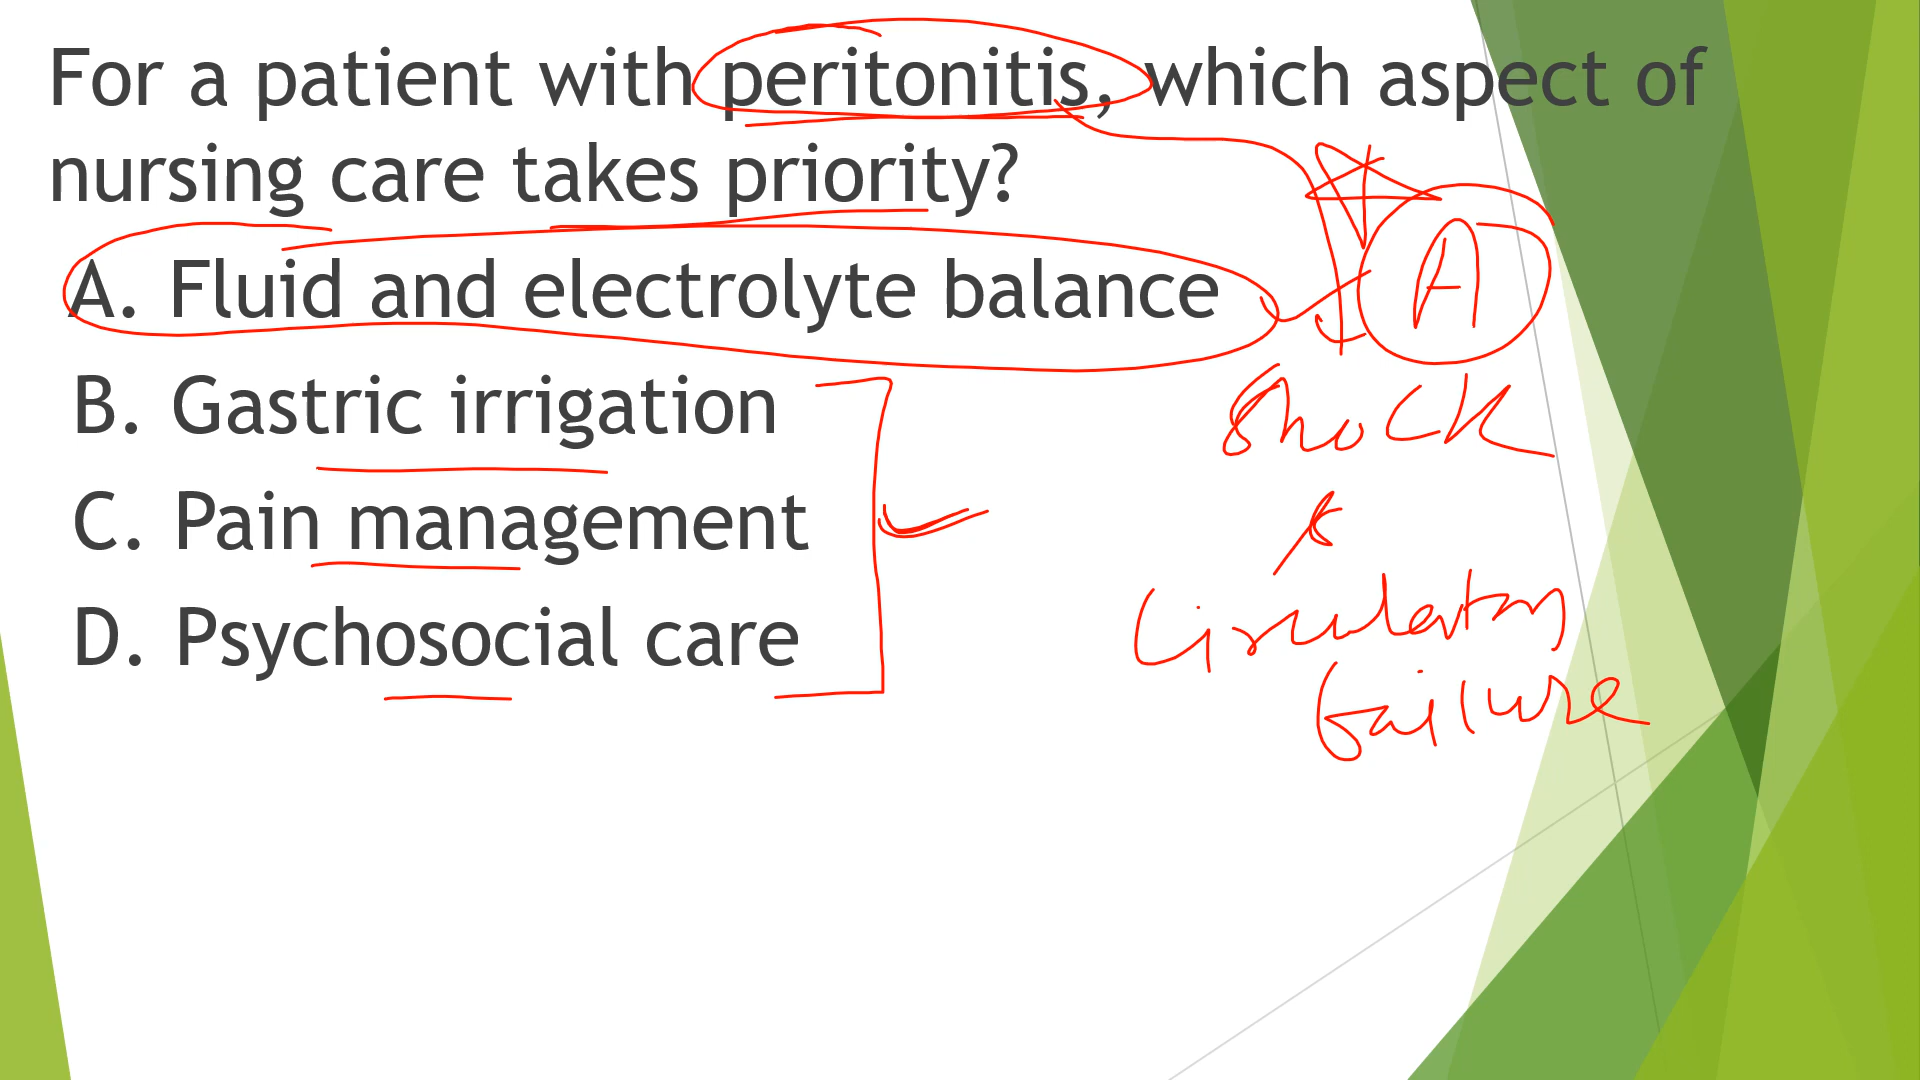 For a patient with peritonitis, which aspect of
nursing care takes priority?
A. Fluid and electrolyte balance
A
B. Gastric irrigation
shock
C. Pain management
&
D. Psychosocial care
Circulatory
failure